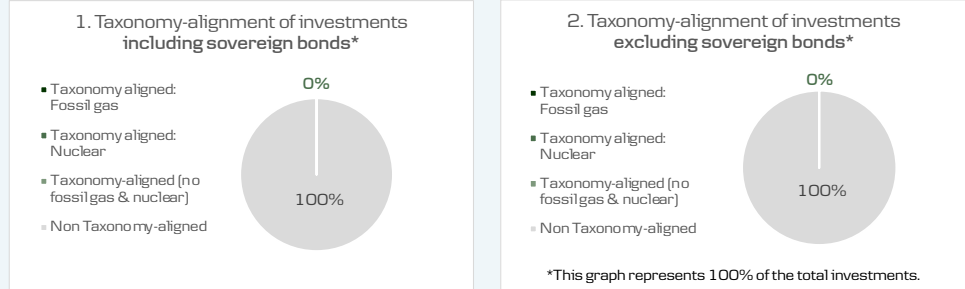 1. Taxonomy-alignment of investments
including sovereign bonds*
Taxonomy aligned:
Fossil gas
Taxonomy aligned:
Nuclear
Taxonomy-aligned (no
fossil gas & nuclear)
Non Taxonomy-aligned
0%
100%
2. Taxonomy-alignment of investments
excluding sovereign bonds*
Taxonomy aligned:
Fossil gas
Taxonomy aligned:
Nuclear
Taxonomy-aligned (no
fossil gas & nuclear)
Non Taxonomy-aligned
0%
100%
*This graph represents 100% of the total investments.